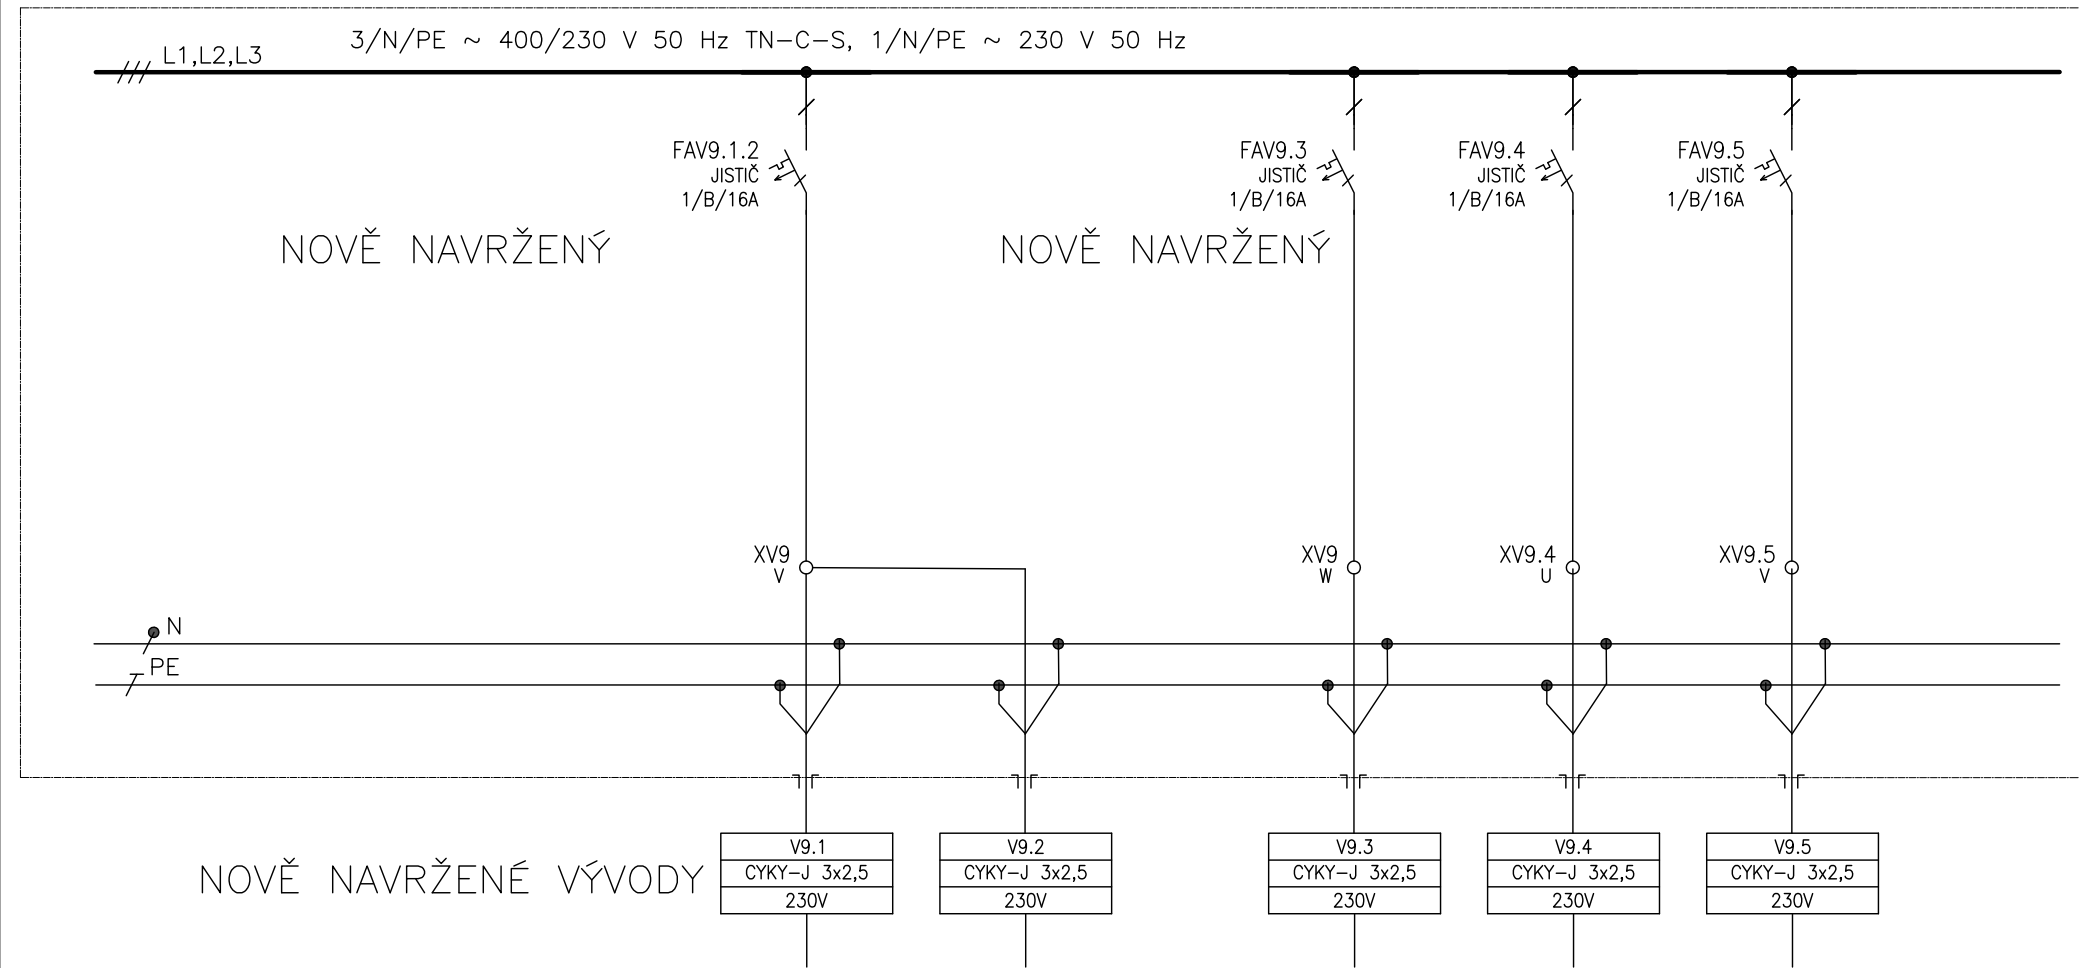 3/N/PE ~ 400/230 V 50 Hz TN-C-S, 1/N/PE ~ 230 V 50 Hz
L1,L2,L3
FAV9.1.2
JISTIČ
1/B/16A
FAV9.3
JISTIČ
1/B/16A
FAV9.4
JISTIČ
1/B/16A
FAV9.5
JISTIČ
1/B/16A
NOVĚ NAVRŽENÝ
NOVĚ NAVRŽENÝ
XV9
V
XV9
W
XV9.4
U
XV9.5
V
N
PE
NOVĚ NAVRŽENÉ VÝVODY
V9.1
CYKY-J 3x2,5
230V
V9.2
CYKY-J 3x2,5
230V
V9.3
CYKY-J 3x2,5
230V
V9.4
CYKY-J 3x2,5
230V
V9.5
CYKY-J 3x2,5
230V